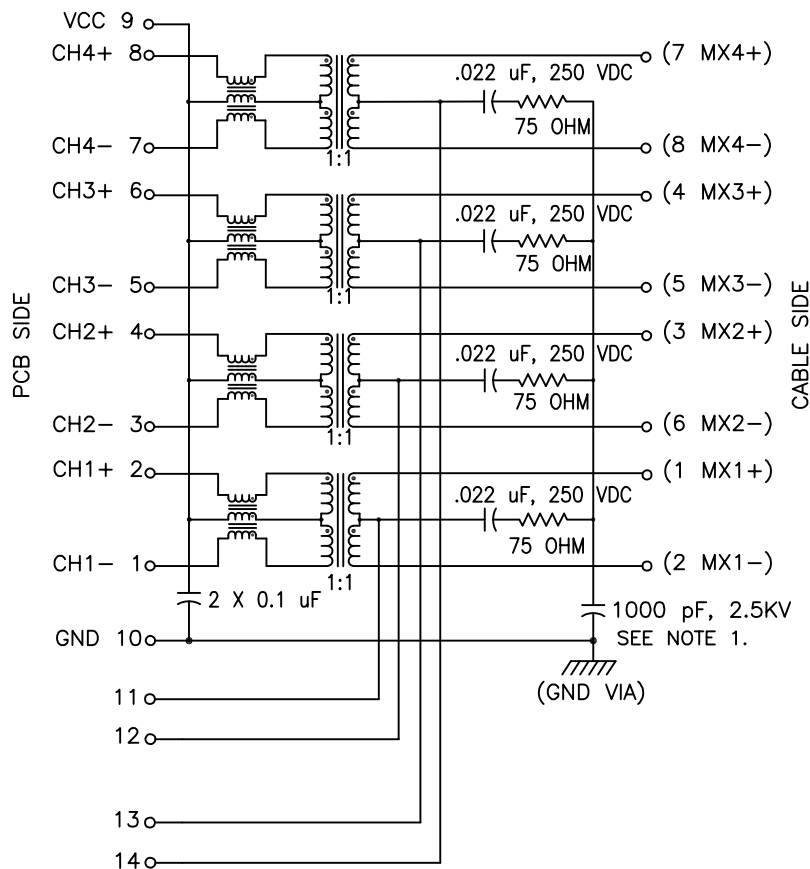 VCC 9
CH4+ 8
(7 MX4+)
.022 uF, 250 VDC
75 OHM
CH4- 7
(8 MX4-)
1:1
CH3+ 6
(4 MX3+)
.022 uF, 250 VDC
75 OHM
CH3- 5
(5 MX3-)
1:1
PCB SIDE
CABLE SIDE
CH2+ 4
(3 MX2+)
.022 uF, 250 VDC
75 OHM
CH2- 3
(6 MX2-)
1:1
CH1+ 2
(1 MX1+)
.022 uF, 250 VDC
75 OHM
CH1- 1
(2 MX1-)
1:1
2 X 0.1 uF
1000 pF, 2.5KV
GND 10
SEE NOTE 1.
(GND VIA)
11
12
13
14